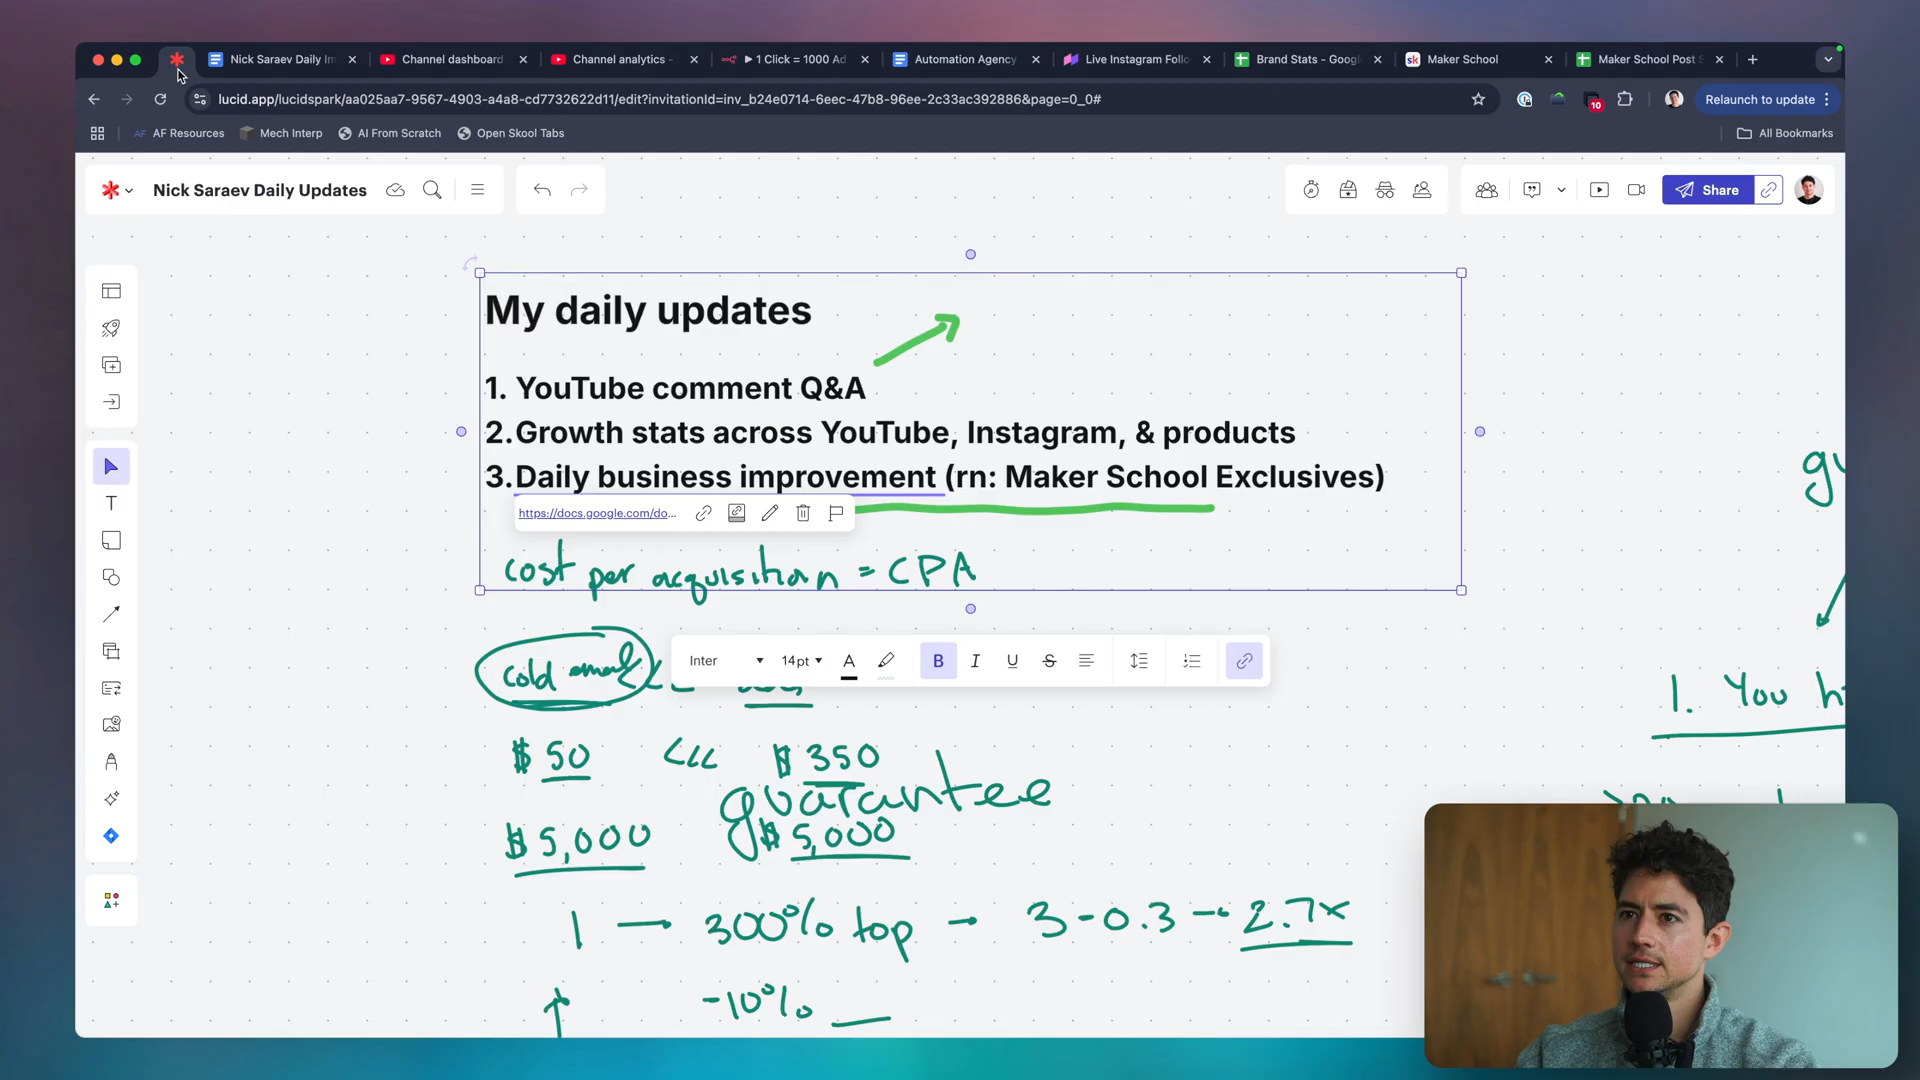 Nick Saraev Daily Im
Channel dashboard
Channel analytics -
1 Click = 1000 Ad
Automation Agency
Live Instagram Follo
Brand Stats - Googl
sk Maker School
Maker School Post S
lucid.app/lucidspark/aa025aa7-9567-4903-a4a8-cd7732622d11/edit?invitationId=inv_b24e0714-6eec-47b8-96ee-2c33ac392886&page=0_0#
10
Relaunch to update
AF AF Resources
Mech Interp
AI From Scratch
Open Skool Tabs
All Bookmarks
Nick Saraev Daily Updates
Share
My daily updates
1. YouTube comment Q&A
2.Growth stats across YouTube, Instagram, & products
3.Daily business improvement (rn: Maker School Exclusives)
https://docs.google.com/do...
cost per acquisition = CPA
gu
cold email
Inter
14pt
A
B I U S
1. You h
$ 50 <<< $ 350
guarantee
$5,000 $5,000
1 → 300% top → 3-0.3 → 2.7x
-10%